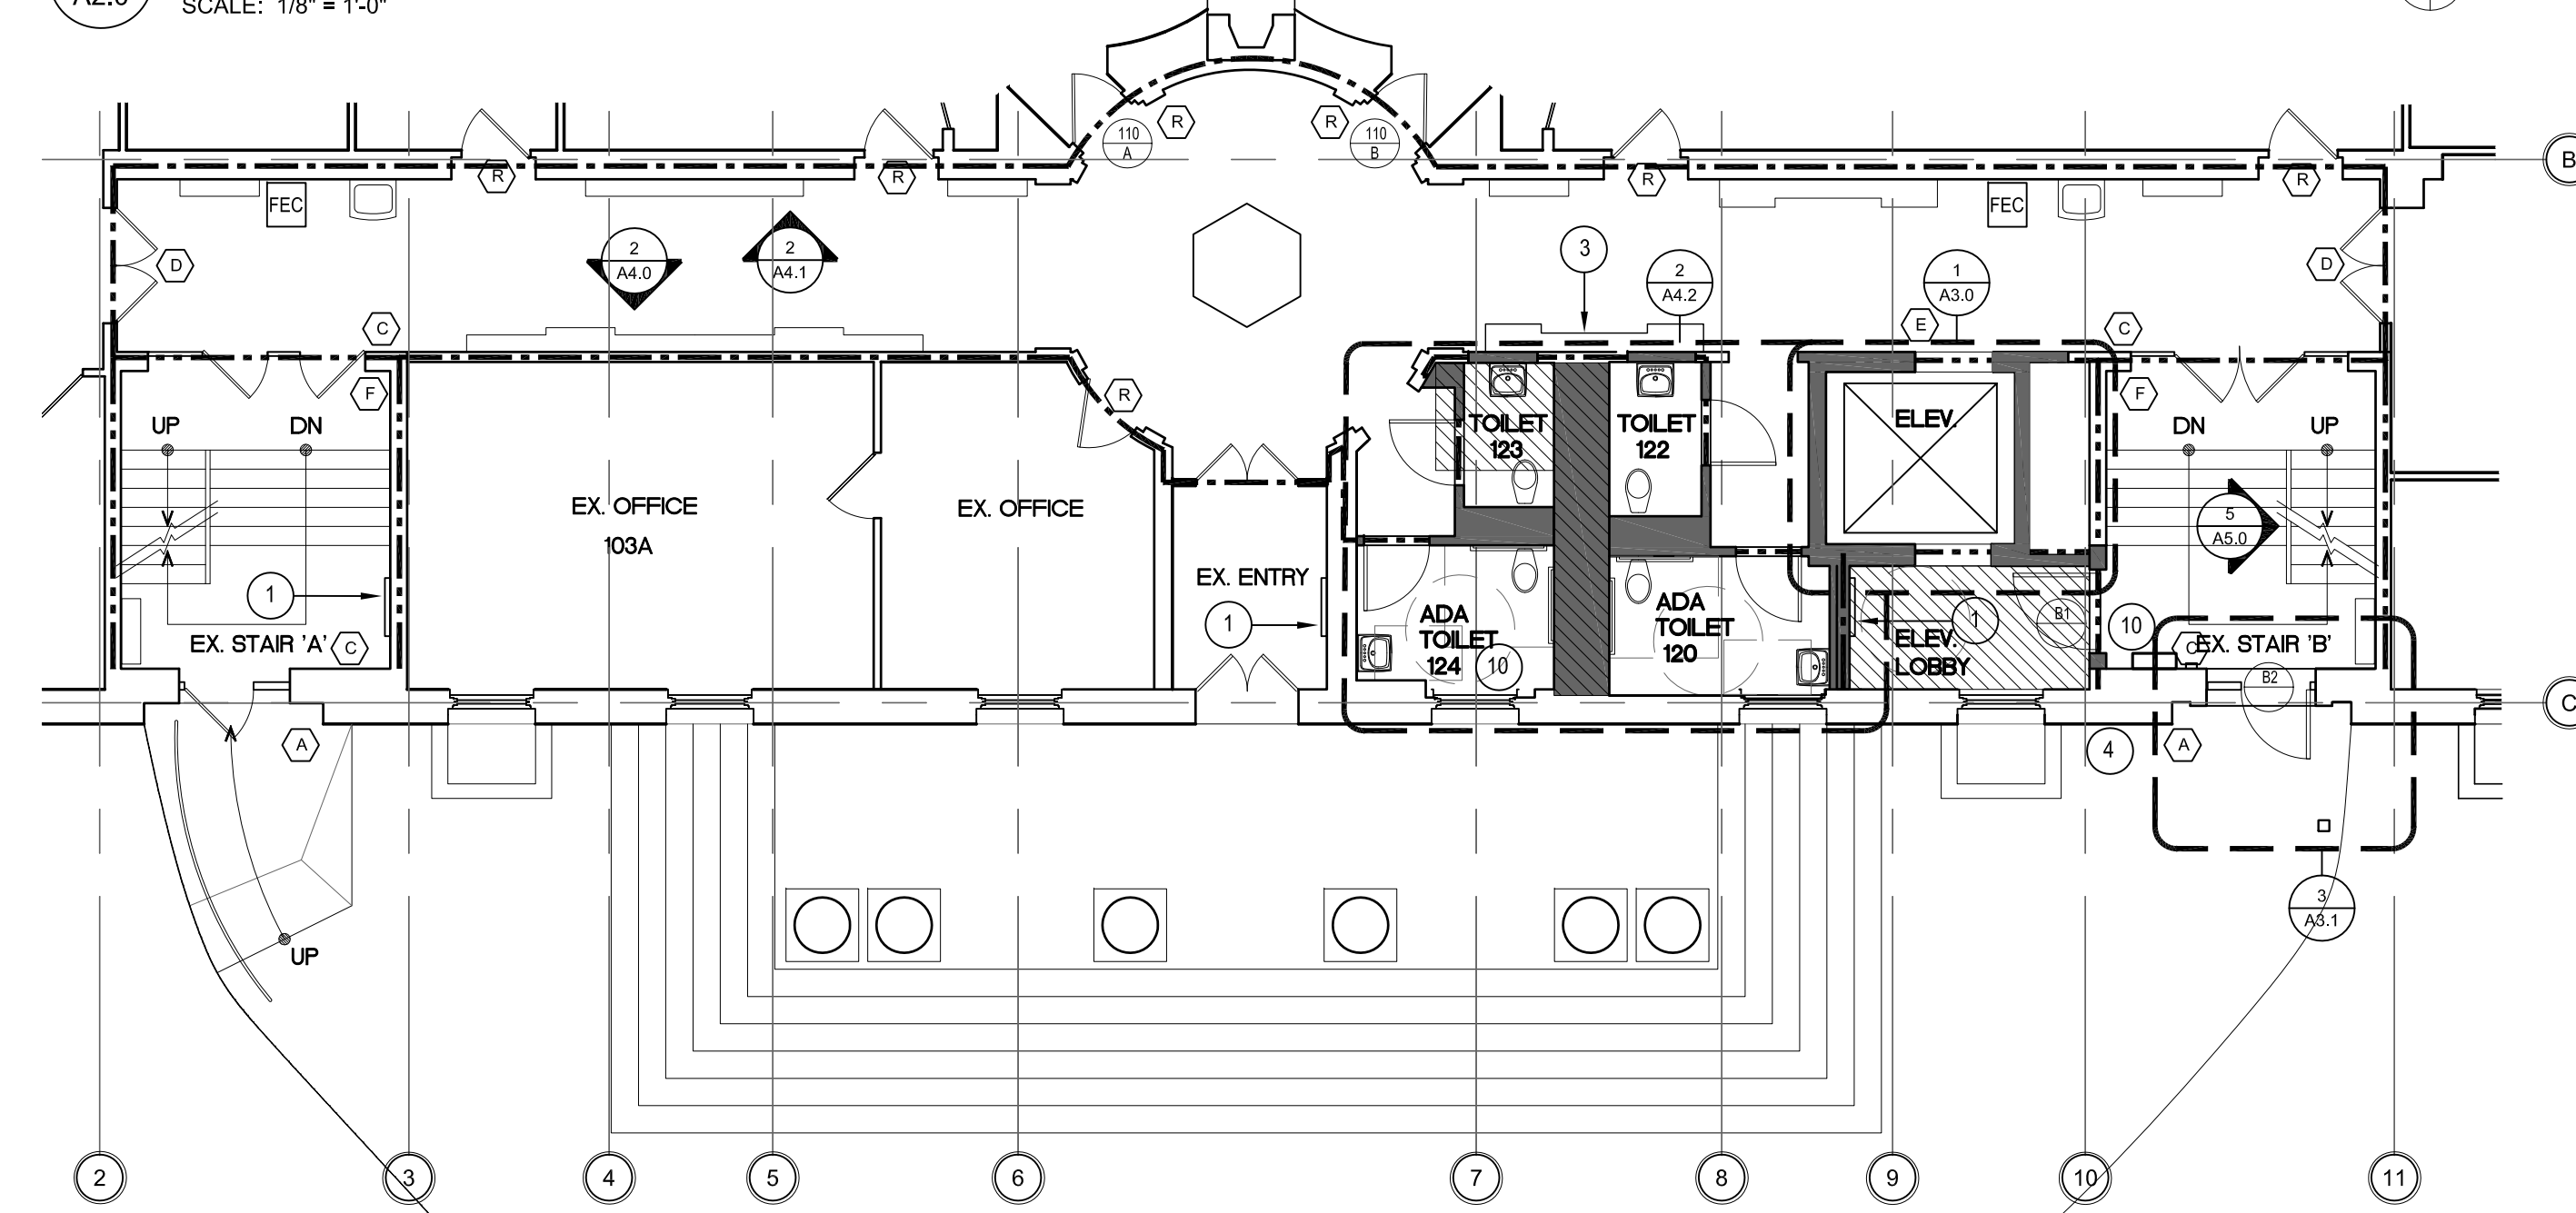 A2.0
SCALE: 1/8" = 1'-0"
R
R
110
A
110
B
B
R
R
R
R
FEC
FEC
D
2
A4.0
2
A4.1
3
2
A4.2
1
A3.0
D
C
E
C
F
R
F
UP
DN
TOILET
123
TOILET
122
ELEV.
DN
UP
EX. OFFICE
103A
EX. OFFICE
5
A5.0
EX. ENTRY
1
1
ADA
TOILET
124
10
ADA
TOILET
120
1
ELEV.
LOBBY
B1
10
EX. STAIR 'A'
C
C
EX. STAIR 'B'
B2
C
A
4
A
3
A3.1
UP
2
3
4
5
6
7
8
9
10
11